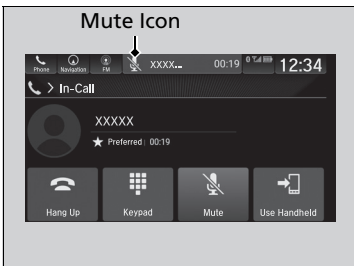 Mute Icon
Phone Navigation FM XXXX... 00:19 12:34
> In-Call
XXXXX
★ Preferred| 00:19
Hang Up Keypad Mute Use Handheld